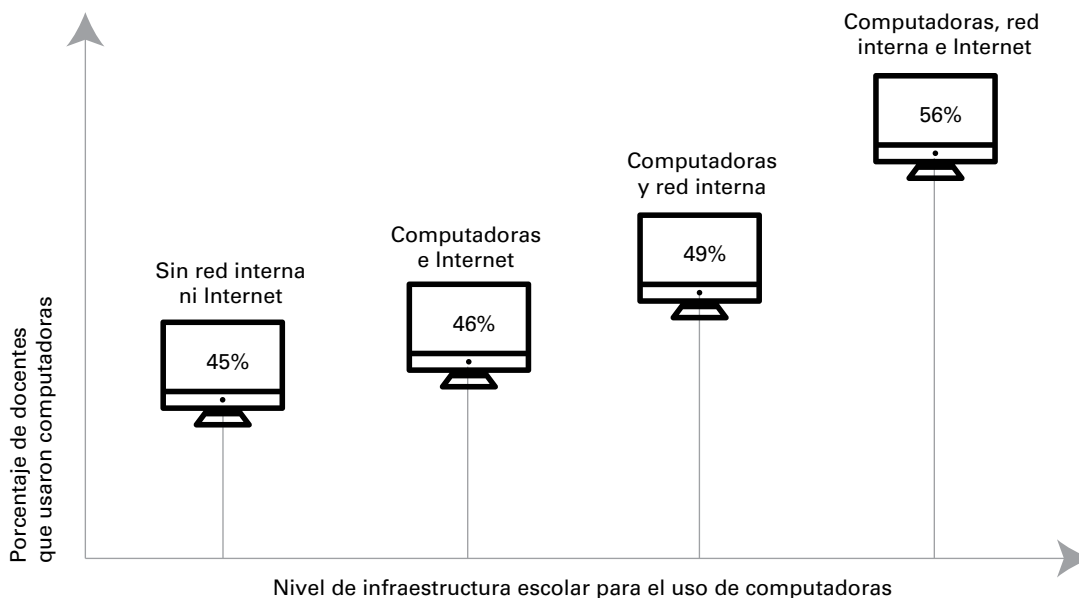 Computadoras, red
interna e Internet
56%
Computadoras
y red interna
49%
Computadoras
e Internet
46%
Sin red interna
ni Internet
45%
Porcentaje de docentes
que usaron computadoras
Nivel de infraestructura escolar para el uso de computadoras